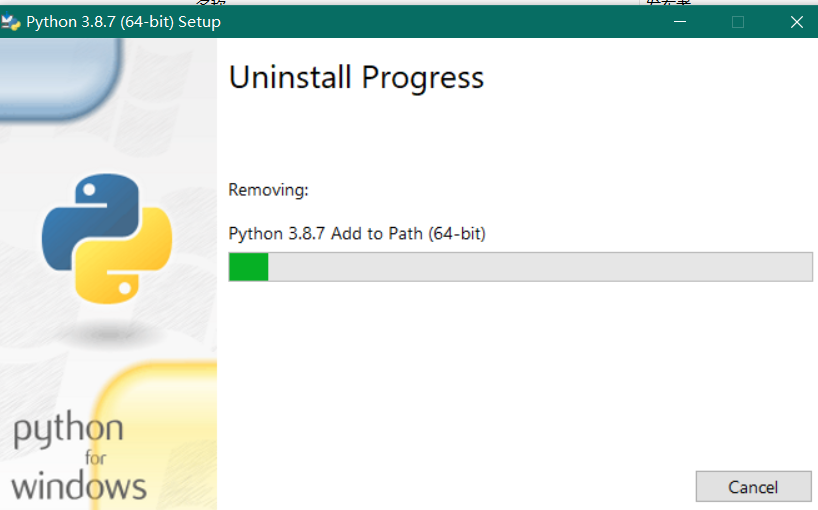 Python 3.8.7 (64-bit) Setup
Uninstall Progress
Removing:
Python 3.8.7 Add to Path (64-bit)
python
for
windows
Cancel